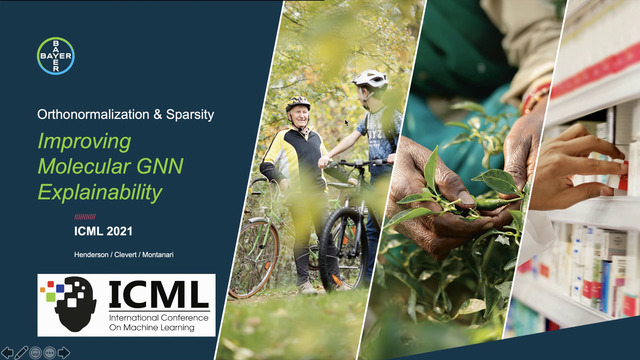 BAYER
BAYER
Orthonormalization & Sparsity
Improving
Molecular GNN
Explainability
//////////
ICML 2021
Henderson / Clevert / Montanari
ICML
International Conference
On Machine Learning